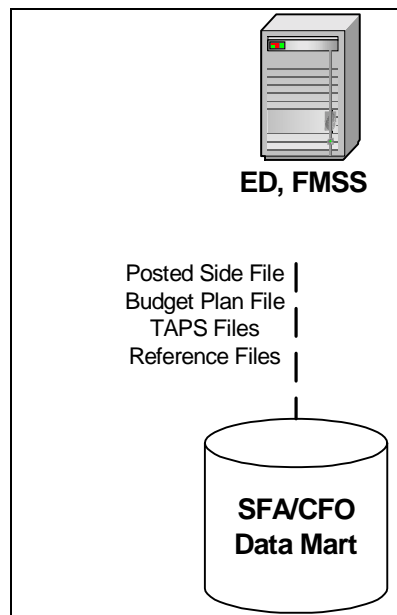 ED, FMSS
Posted Side File
Budget Plan File
TAPS Files
Reference Files
SFA/CFO
Data Mart